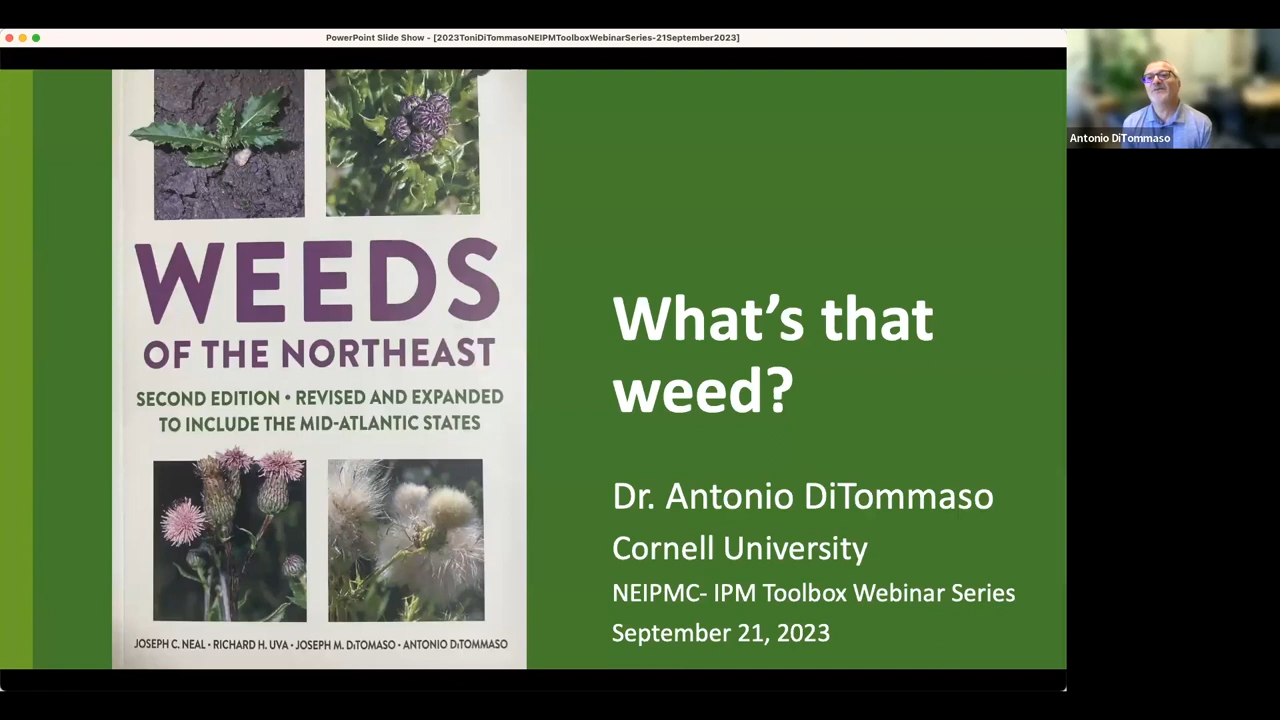 PowerPoint Slide Show - [2023ToniDiTommasoNEIPMToolboxWebinarSeries-21September2023]
WEEDS
OF THE NORTHEAST
SECOND EDITION • REVISED AND EXPANDED
TO INCLUDE THE MID-ATLANTIC STATES
JOSEPH C. NEAL • RICHARD H. UVA • JOSEPH M. DITOMASO • ANTONIO DITOMMASO
What's that
weed?
Dr. Antonio DiTommaso
Cornell University
NEIPMC- IPM Toolbox Webinar Series
September 21, 2023
Antonio DiTommaso